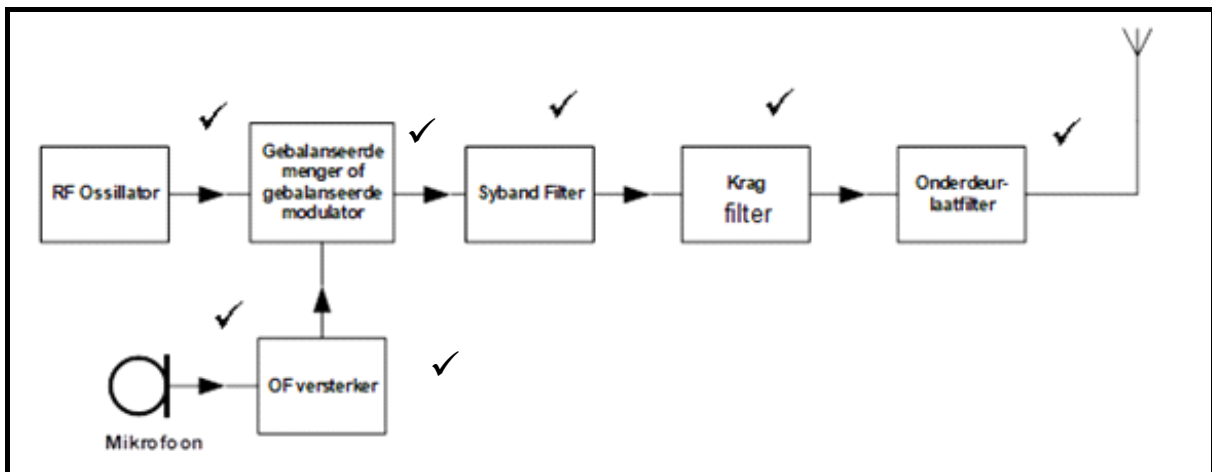 RF Ossillator
Gebalanseerde
menger of
gebalanseerde
modulator
Syband Filter
Krag
filter
Onderdeur-
laatfilter
OF versterker
Mikrofoon